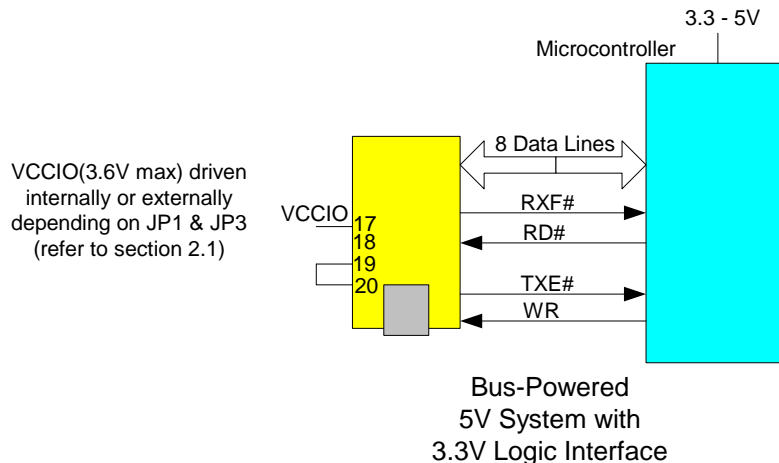 3.3 - 5V
Microcontroller
8 Data Lines
VCCIO(3.6V max) driven
internally or externally
depending on JP1 & JP3
(refer to section 2.1)
VCCIO
17
18
19
20
RXF#
RD#
TXE#
WR
Bus-Powered
5V System with
3.3V Logic Interface